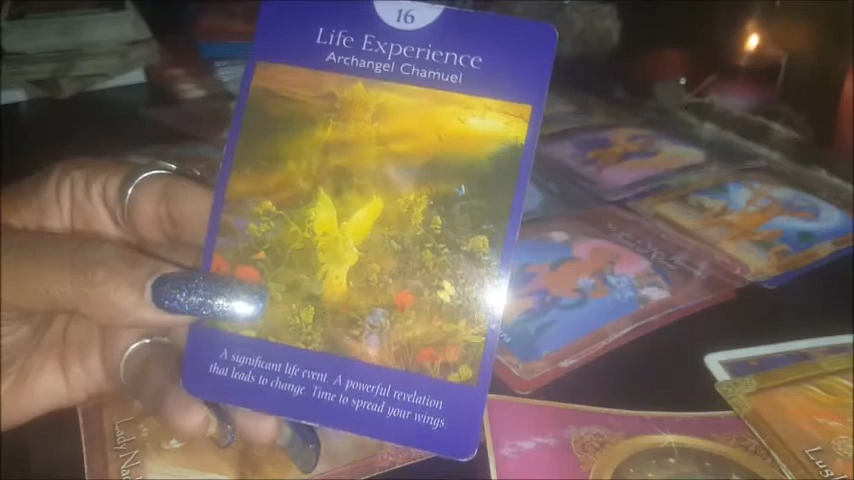 16
Life Experience
Archangel Chamuel
A significant life event. A powerful revelation
that leads to change. Time to spread your wings
Lady